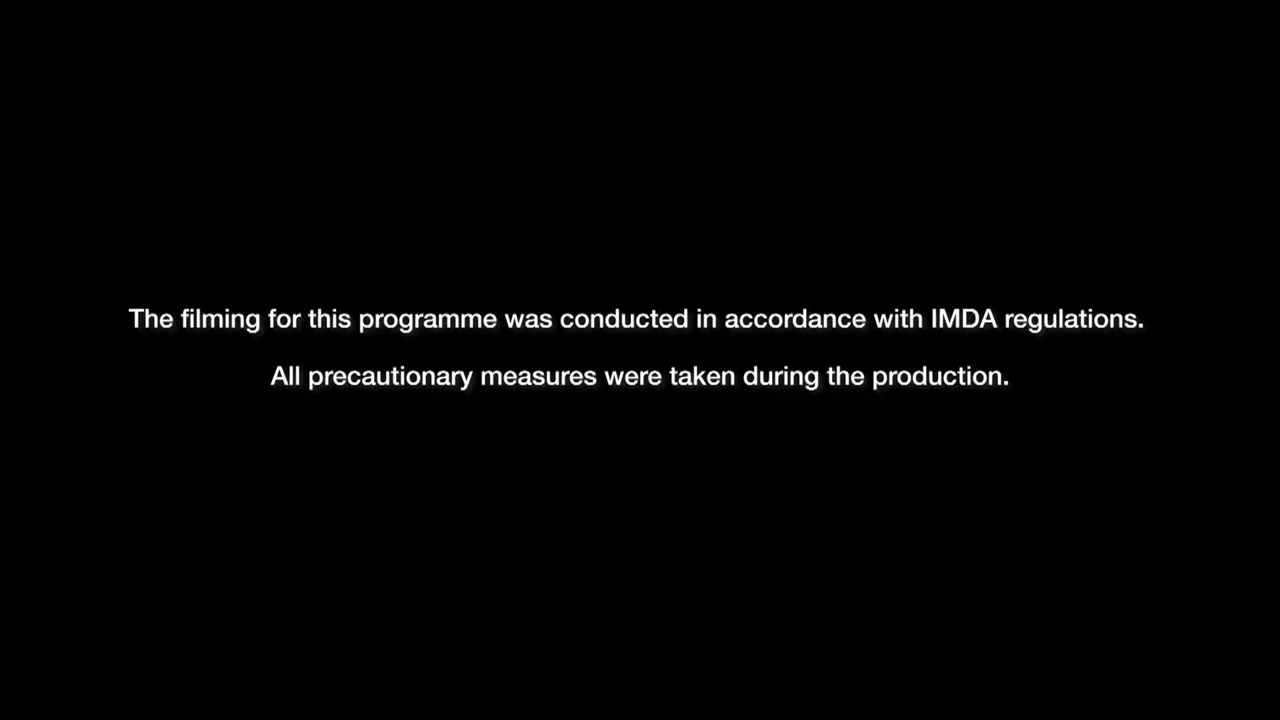 The filming for this programme was conducted in accordance with IMDA regulations.
All precautionary measures were taken during the production.